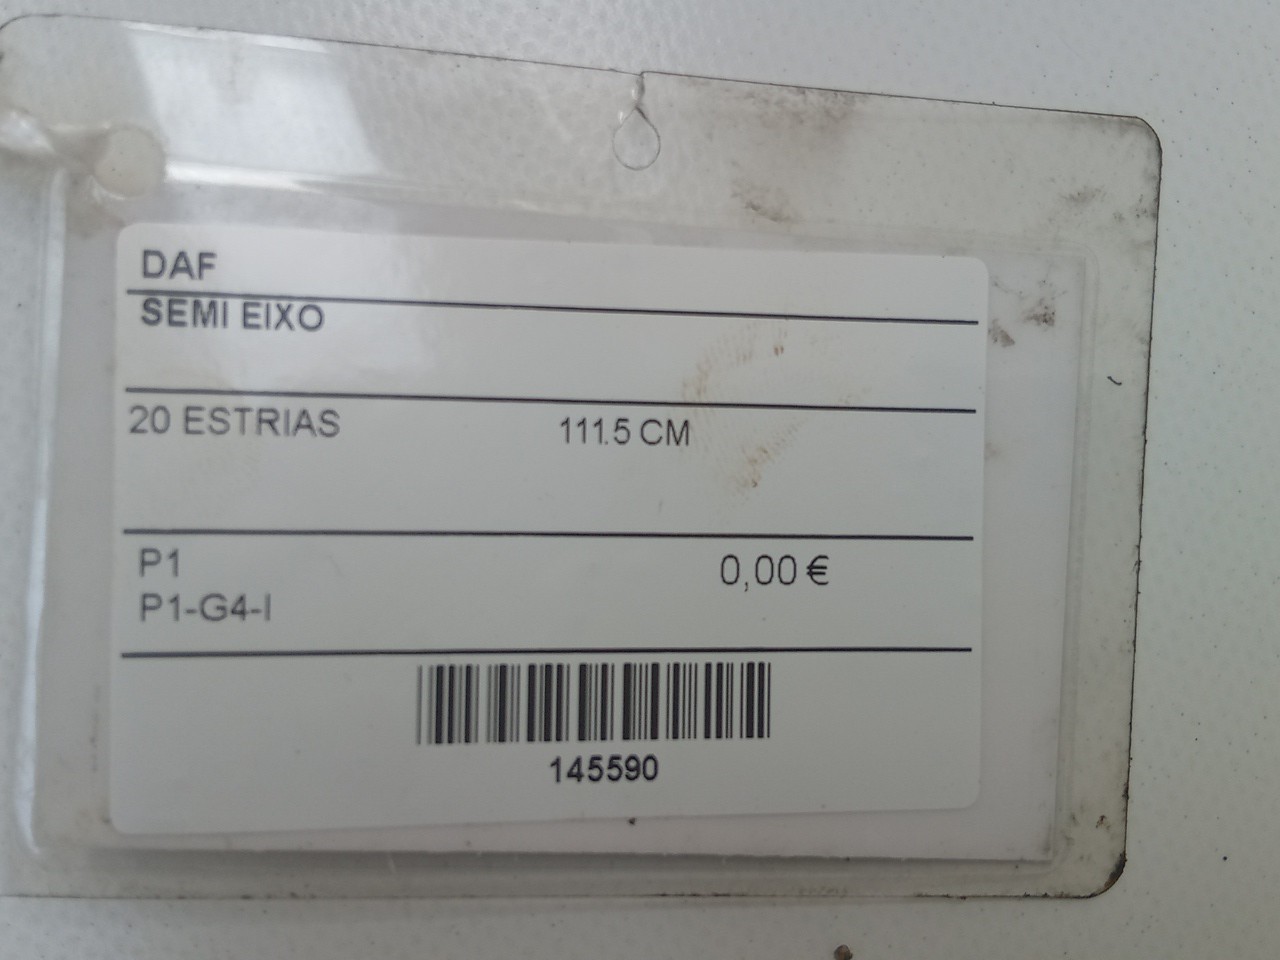 DAF
SEMI EIXO
20 ESTRIAS 111.5 CM
P1 0,00 €
P1-G4-I
145590